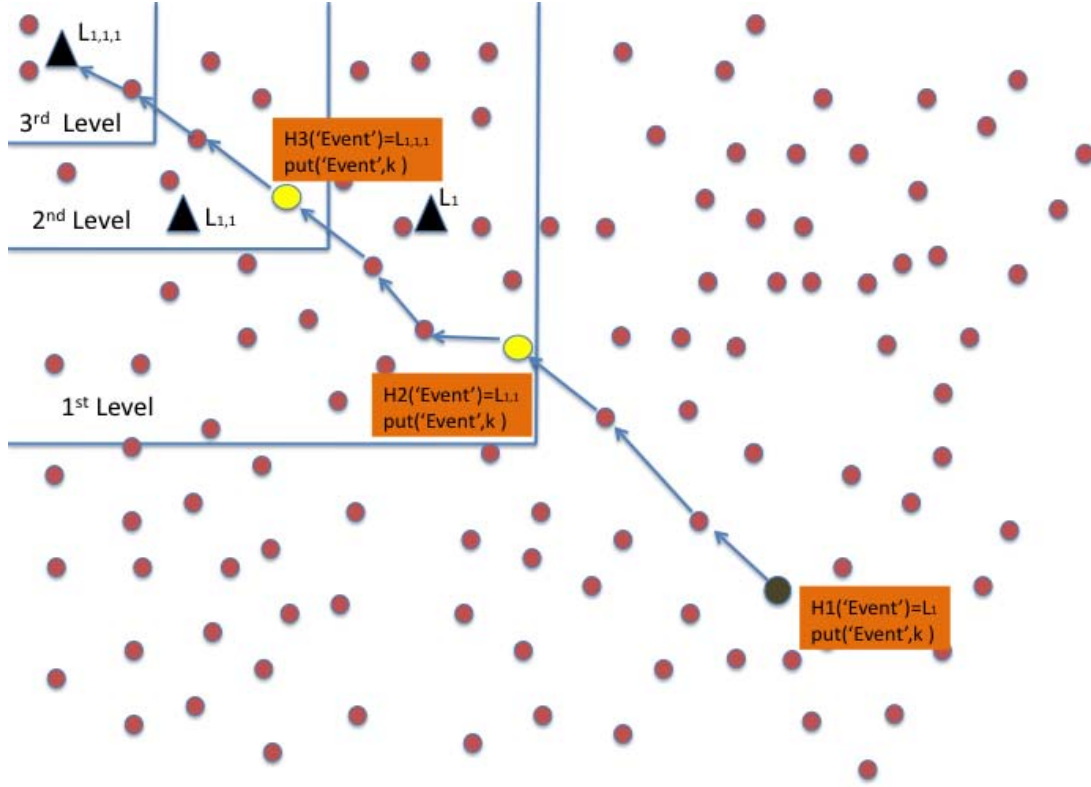 L1,1,1
3rd Level
H3('Event')=L1,1,1
put('Event',k )
2nd Level
L1,1
L1
1st Level
H2('Event')=L1,1
put('Event',k )
H1('Event')=L1
put('Event',k )